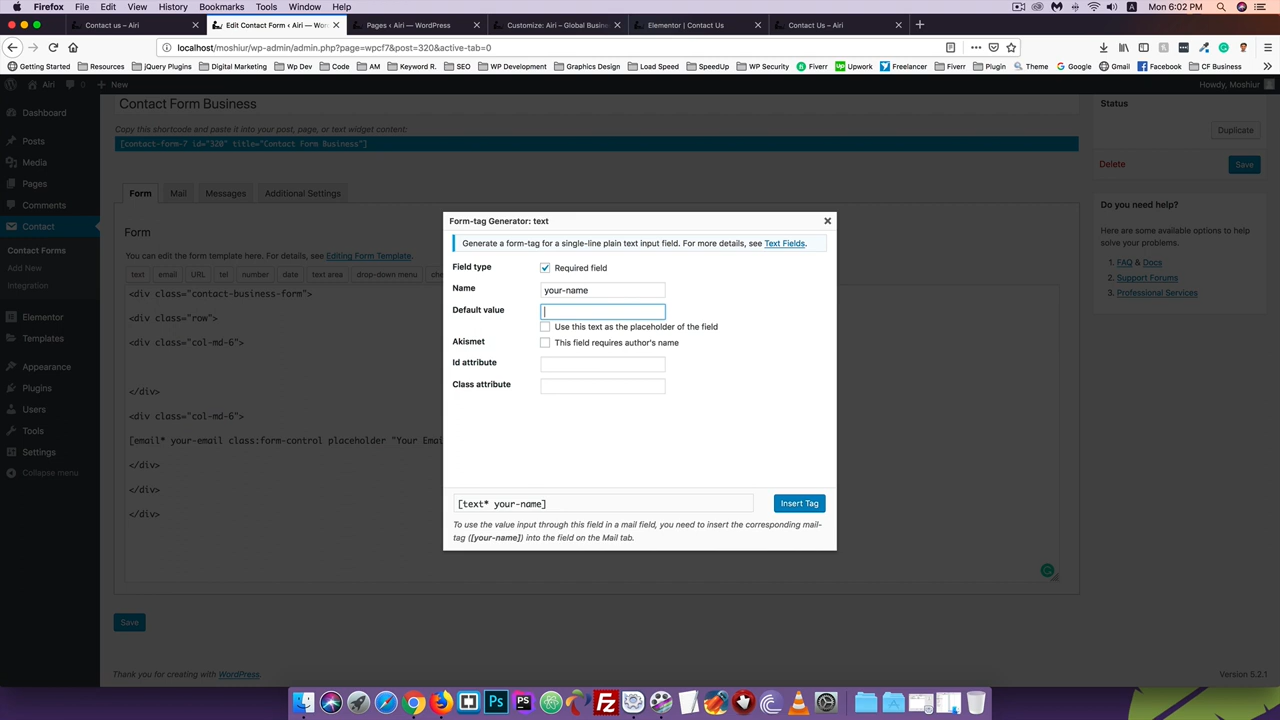 Firefox File Edit View History Bookmarks Tools Window Help
Mon 6:02 PM
Contact us – Airi
Edit Contact Form ‹ Airi — Wor
Pages ‹ Airi — WordPress
Customize: Airi – Global Busin
Elementor | Contact Us
Contact Us – Airi
localhost/moshiur/wp-admin/admin.php?page=wpcf7&post=320&active-tab=0
Getting Started Resources jQuery Plugins Digital Marketing Wp Dev Code AM Keyword R. SEO WP Development Graphics Design Load Speed SpeedUp WP Security Fiverr Upwork Freelancer Fiverr Plugin Theme Google Gmail Facebook CF Business
Airi 0 New
Howdy, Moshiur
Dashboard
Posts
Media
Pages
Comments
Contact
Contact Forms
Add New
Integration
Elementor
Templates
Appearance
Plugins
Users
Tools
Settings
Collapse menu
Contact Form Business
Copy this shortcode and paste it into your post, page, or text widget content:
[contact-form-7 id="320" title="Contact Form Business"]
Form Mail Messages Additional Settings
Form
You can edit the form template here. For details, see Editing Form Template.
text email URL tel number date text area drop-down menu che
<div class="contact-business-form">
<div class="row">
<div class="col-md-6">
</div>
<div class="col-md-6">
[email* your-email class:form-control placeholder "Your Emai
</div>
</div>
</div>
Save
Thank you for creating with WordPress.
Version 5.2.1
Form-tag Generator: text
Generate a form-tag for a single-line plain text input field. For more details, see Text Fields.
Field type
Required field
Name
your-name
Default value
Use this text as the placeholder of the field
Akismet
This field requires author's name
Id attribute
Class attribute
[text* your-name]
Insert Tag
To use the value input through this field in a mail field, you need to insert the corresponding mail-
tag ([your-name]) into the field on the Mail tab.
Status
Duplicate
Delete
Save
Do you need help?
Here are some available options to help
solve your problems.
1. FAQ & Docs
2. Support Forums
3. Professional Services